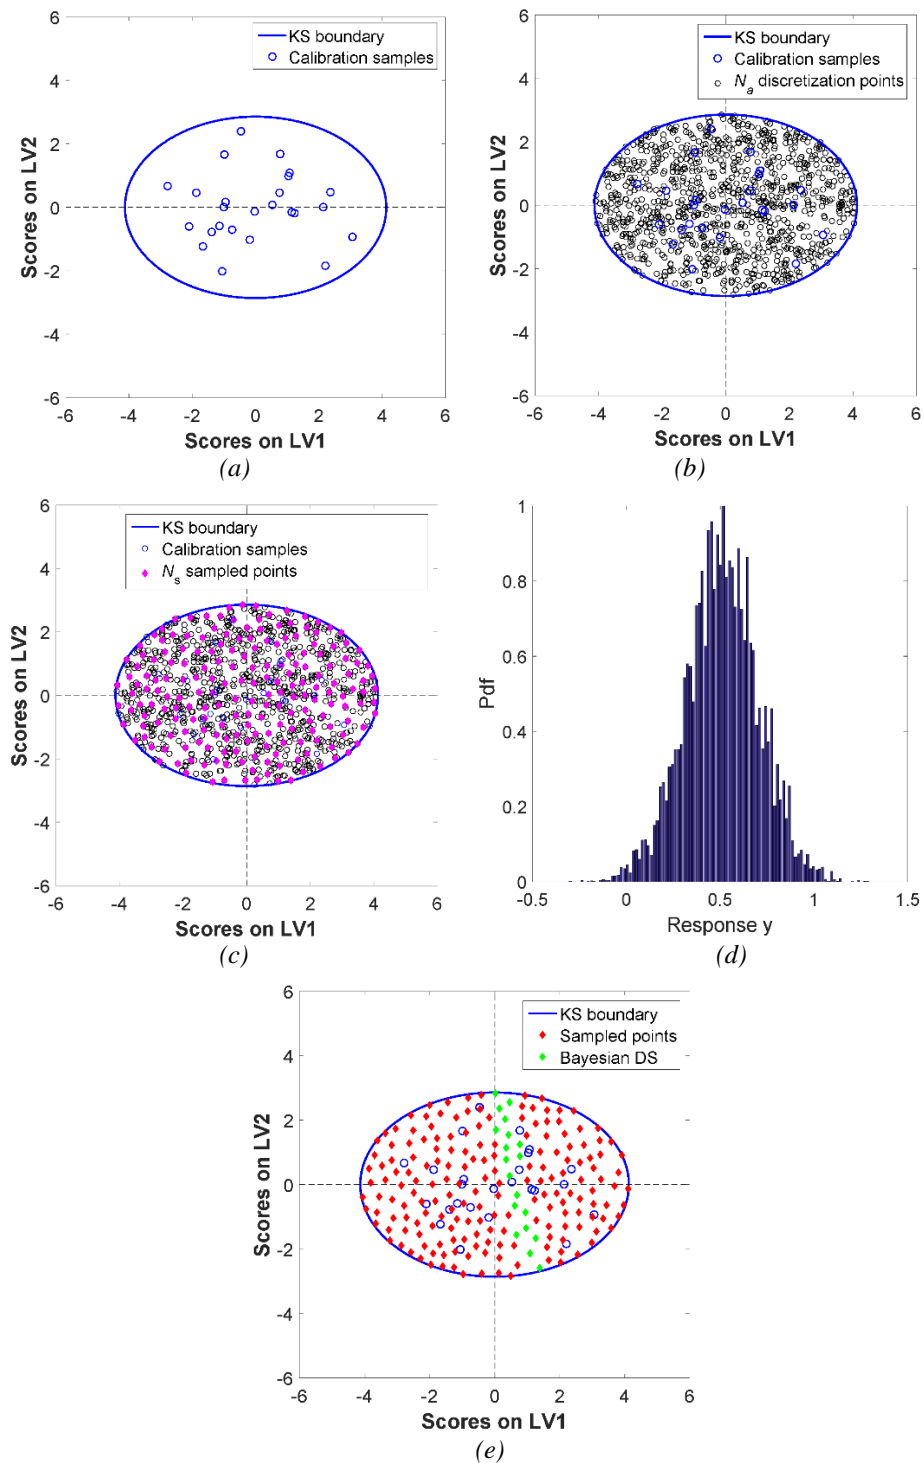 KS boundary
Calibration samples
6
4
2
0
-2
-4
-6
-6
-4
-2
0
2
4
6
Scores on LV2
Scores on LV1
(a)
KS boundary
Calibration samples
Na discretization points
6
4
2
0
-2
-4
-6
-6
-4
-2
0
2
4
6
Scores on LV2
Scores on LV1
(b)
KS boundary
Calibration samples
Ns sampled points
6
4
2
0
-2
-4
-6
-6
-4
-2
0
2
4
6
Scores on LV2
Scores on LV1
(c)
1
0.8
0.6
0.4
0.2
0
-0.5
0
0.5
1
1.5
Pdf
Response y
(d)
KS boundary
Sampled points
Bayesian DS
6
4
2
0
-2
-4
-6
-6
-4
-2
0
2
4
6
Scores on LV2
Scores on LV1
(e)